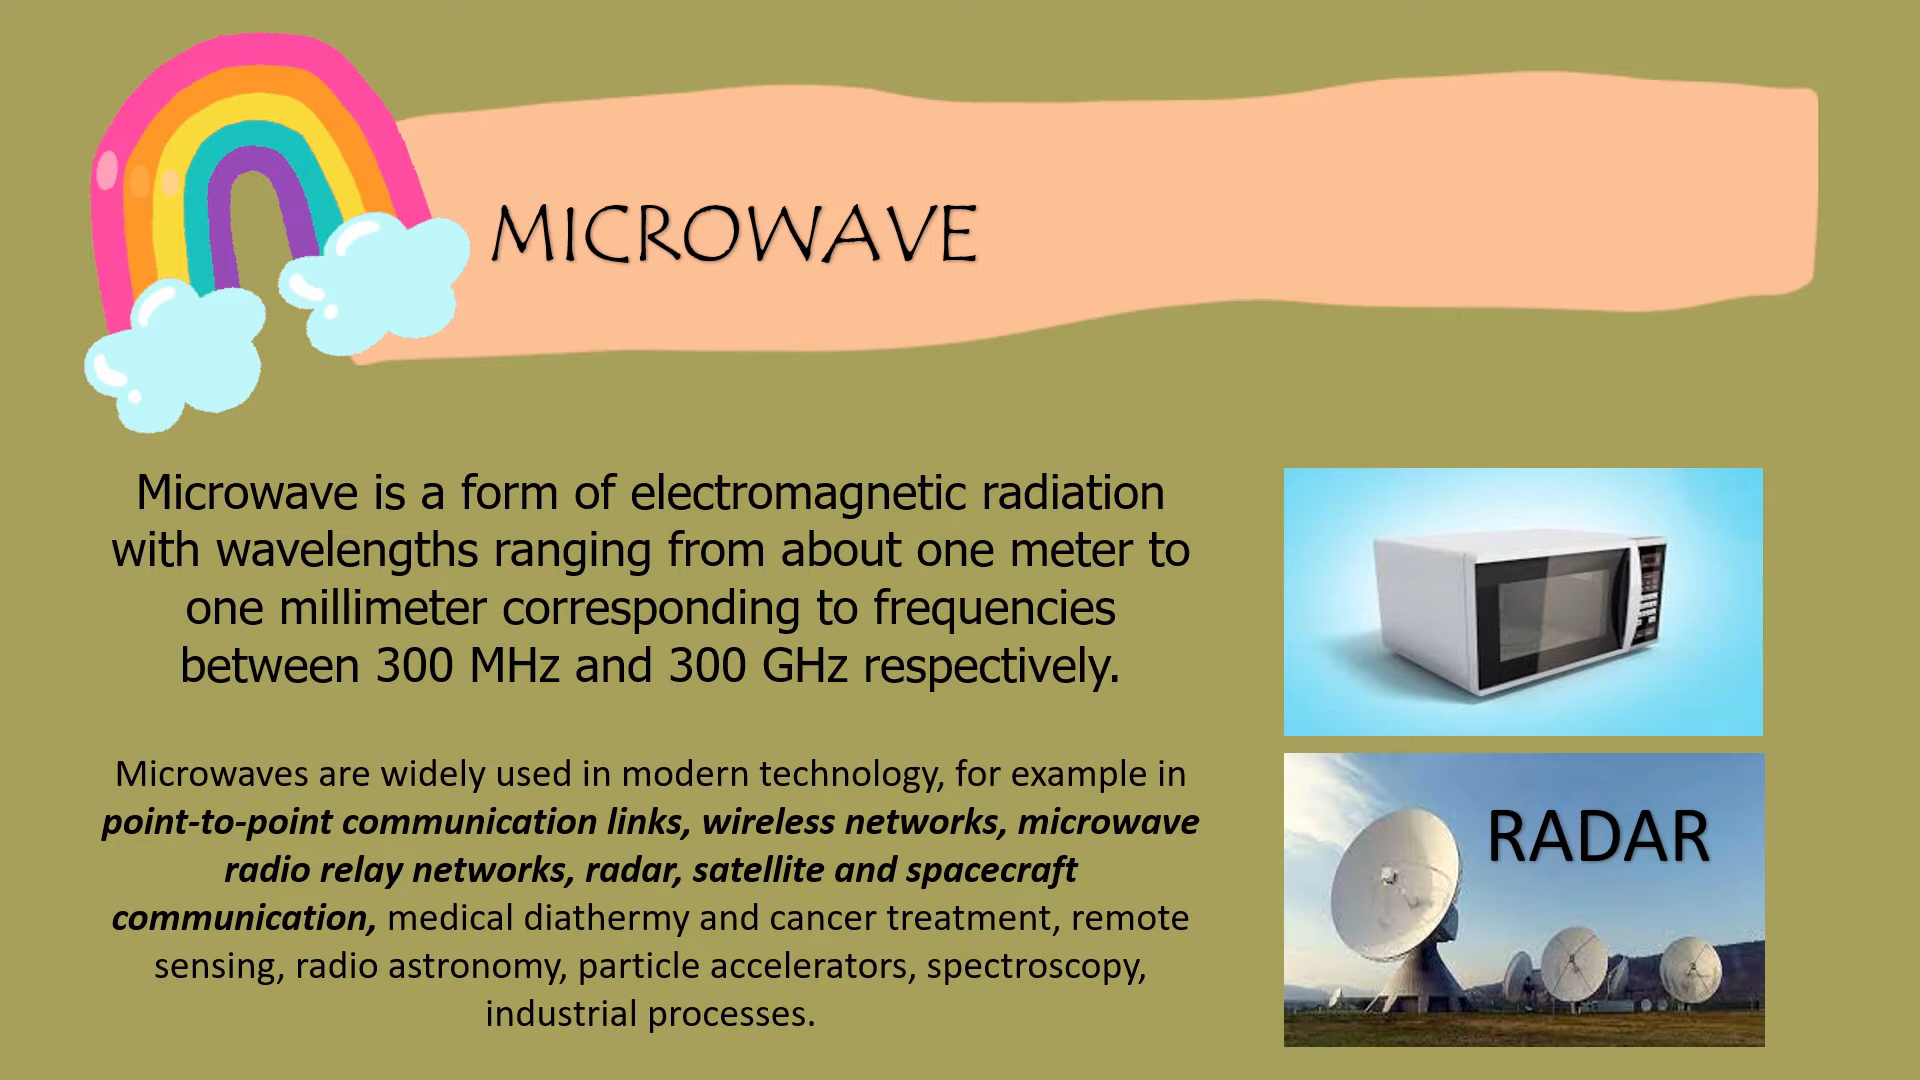 MICROWAVE
Microwave is a form of electromagnetic radiation
with wavelengths ranging from about one meter to
one millimeter corresponding to frequencies
between 300 MHz and 300 GHz respectively.
Microwaves are widely used in modern technology, for example in
point-to-point communication links, wireless networks, microwave
radio relay networks, radar, satellite and spacecraft
communication, medical diathermy and cancer treatment, remote
sensing, radio astronomy, particle accelerators, spectroscopy,
industrial processes.
RADAR